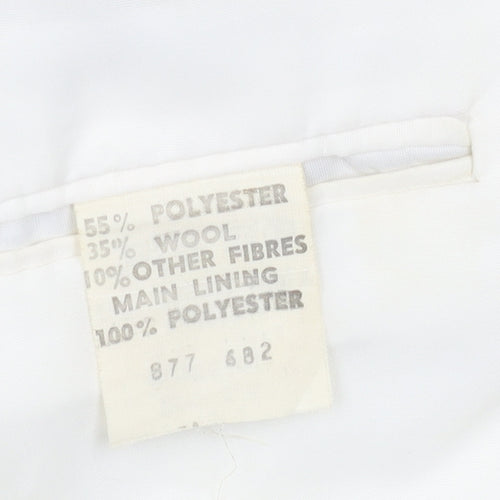 55% POLYESTER
35% WOOL
10% OTHER FIBRES
MAIN LINING
100% POLYESTER
877 682